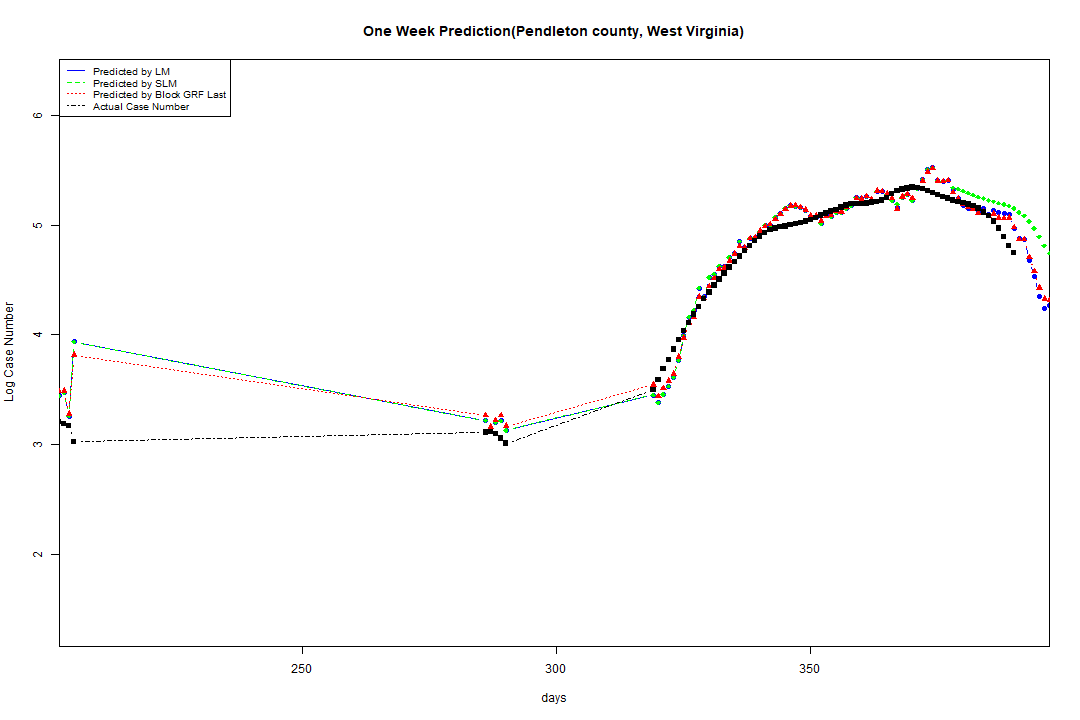 One Week Prediction(Pendleton county, West Virginia)
Predicted by LM
Predicted by SLM
Predicted by Block GRF Last
Actual Case Number
6
5
4
3
2
Log Case Number
250 300 350
days